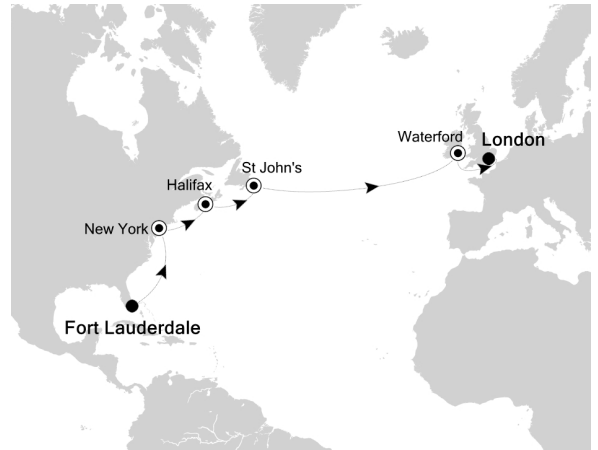 Waterford
London
St John's
Halifax
New York
Fort Lauderdale